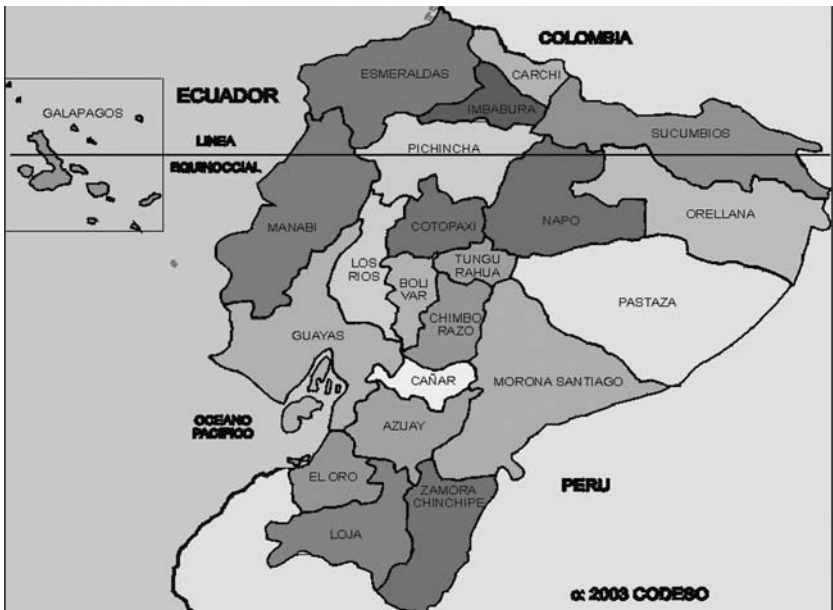 COLOMBIA
ESMERALDAS
CARCHI
ECUADOR
IMBABURA
GALAPAGOS
SUCUMBIOS
LINEA
EQUINOCCIAL
PICHINCHA
MANABI
COTOPAXI
NAPO
ORELLANA
LOS
RIOS
TUNGU
RAHUA
BOLI
VAR
PASTAZA
CHIMBO
RAZO
GUAYAS
CAÑAR
MORONA SANTIAGO
OCEANO
PACIFICO
AZUAY
EL ORO
ZAMORA
CHINCHIPE
PERU
LOJA
α: 2003 CODESO